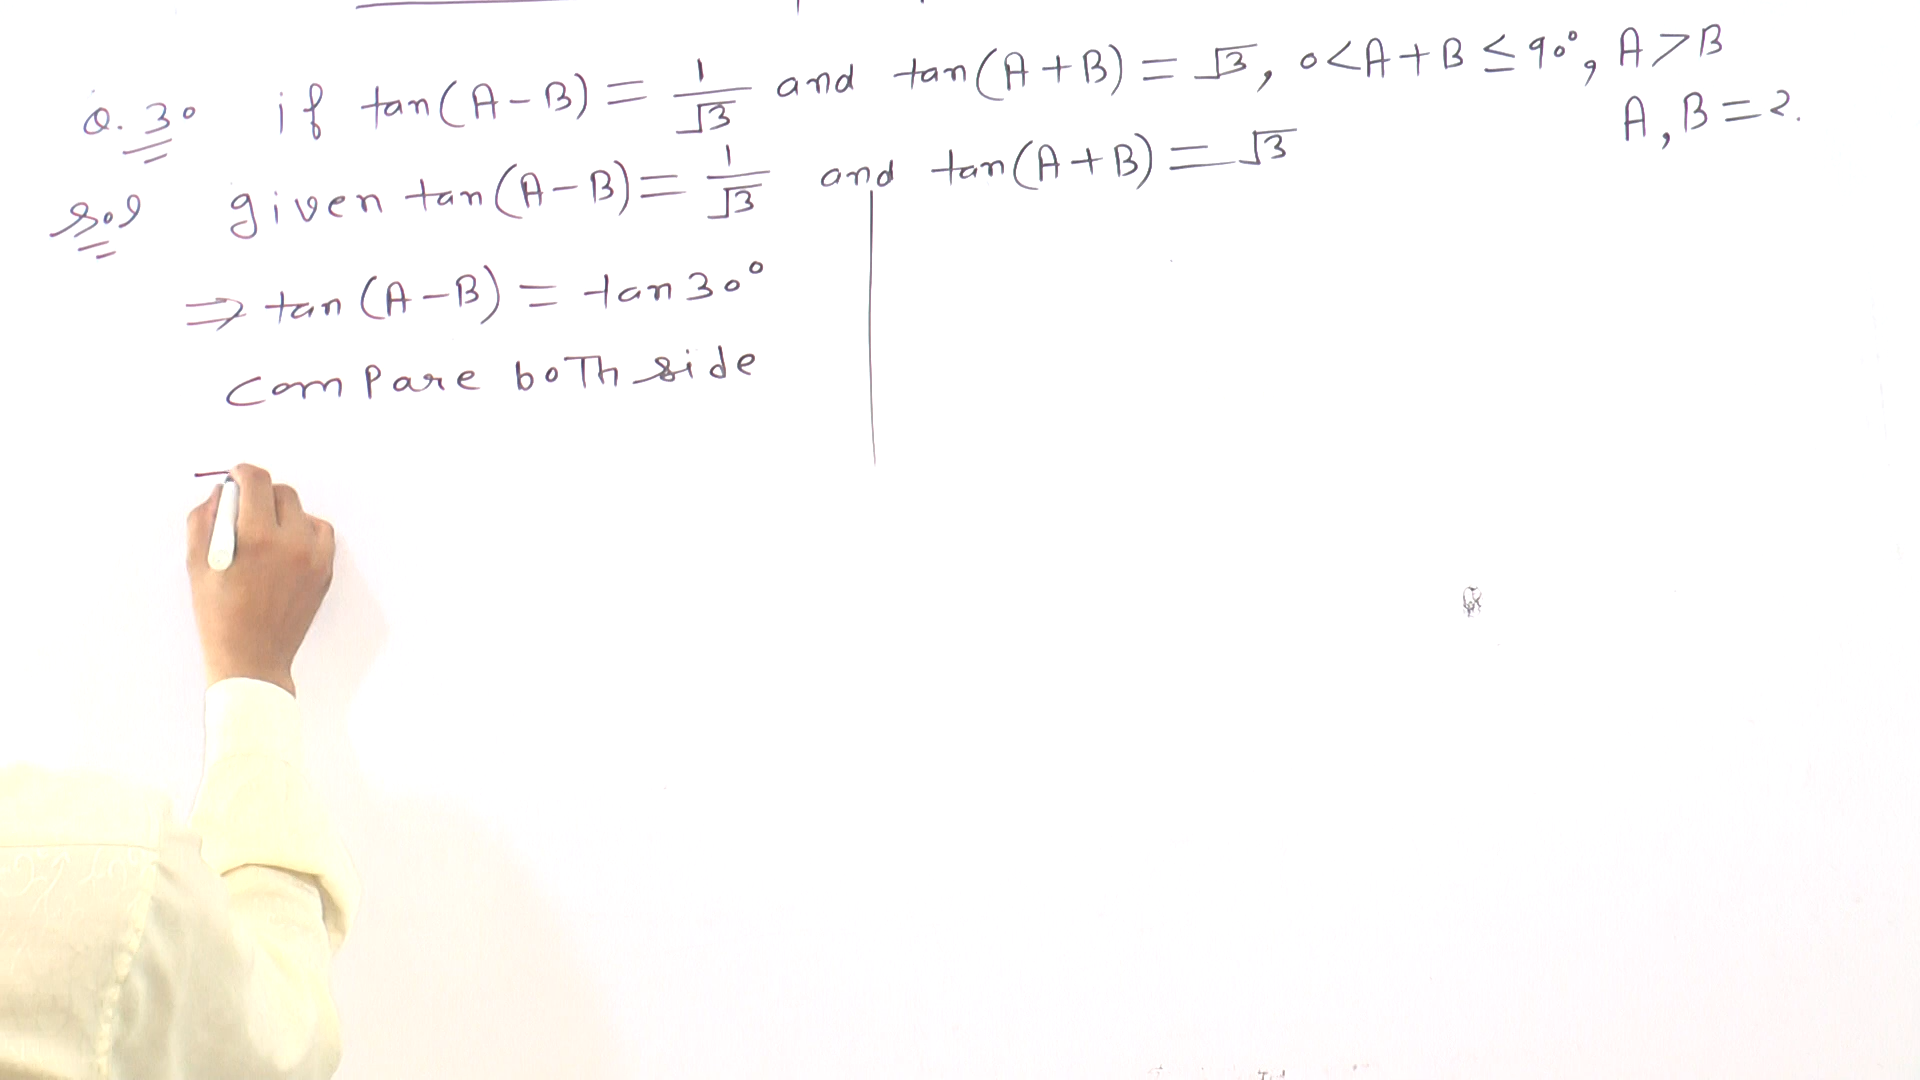 Q. 30 if tan(A-B) = 1/√3 and tan(A+B) = √3, 0<A+B ≤ 90°, A>B
A, B = ?.
Sol given tan(A-B) = 1/√3 and tan(A+B) = √3
⇒ tan(A-B) = tan 30°
Compare both side